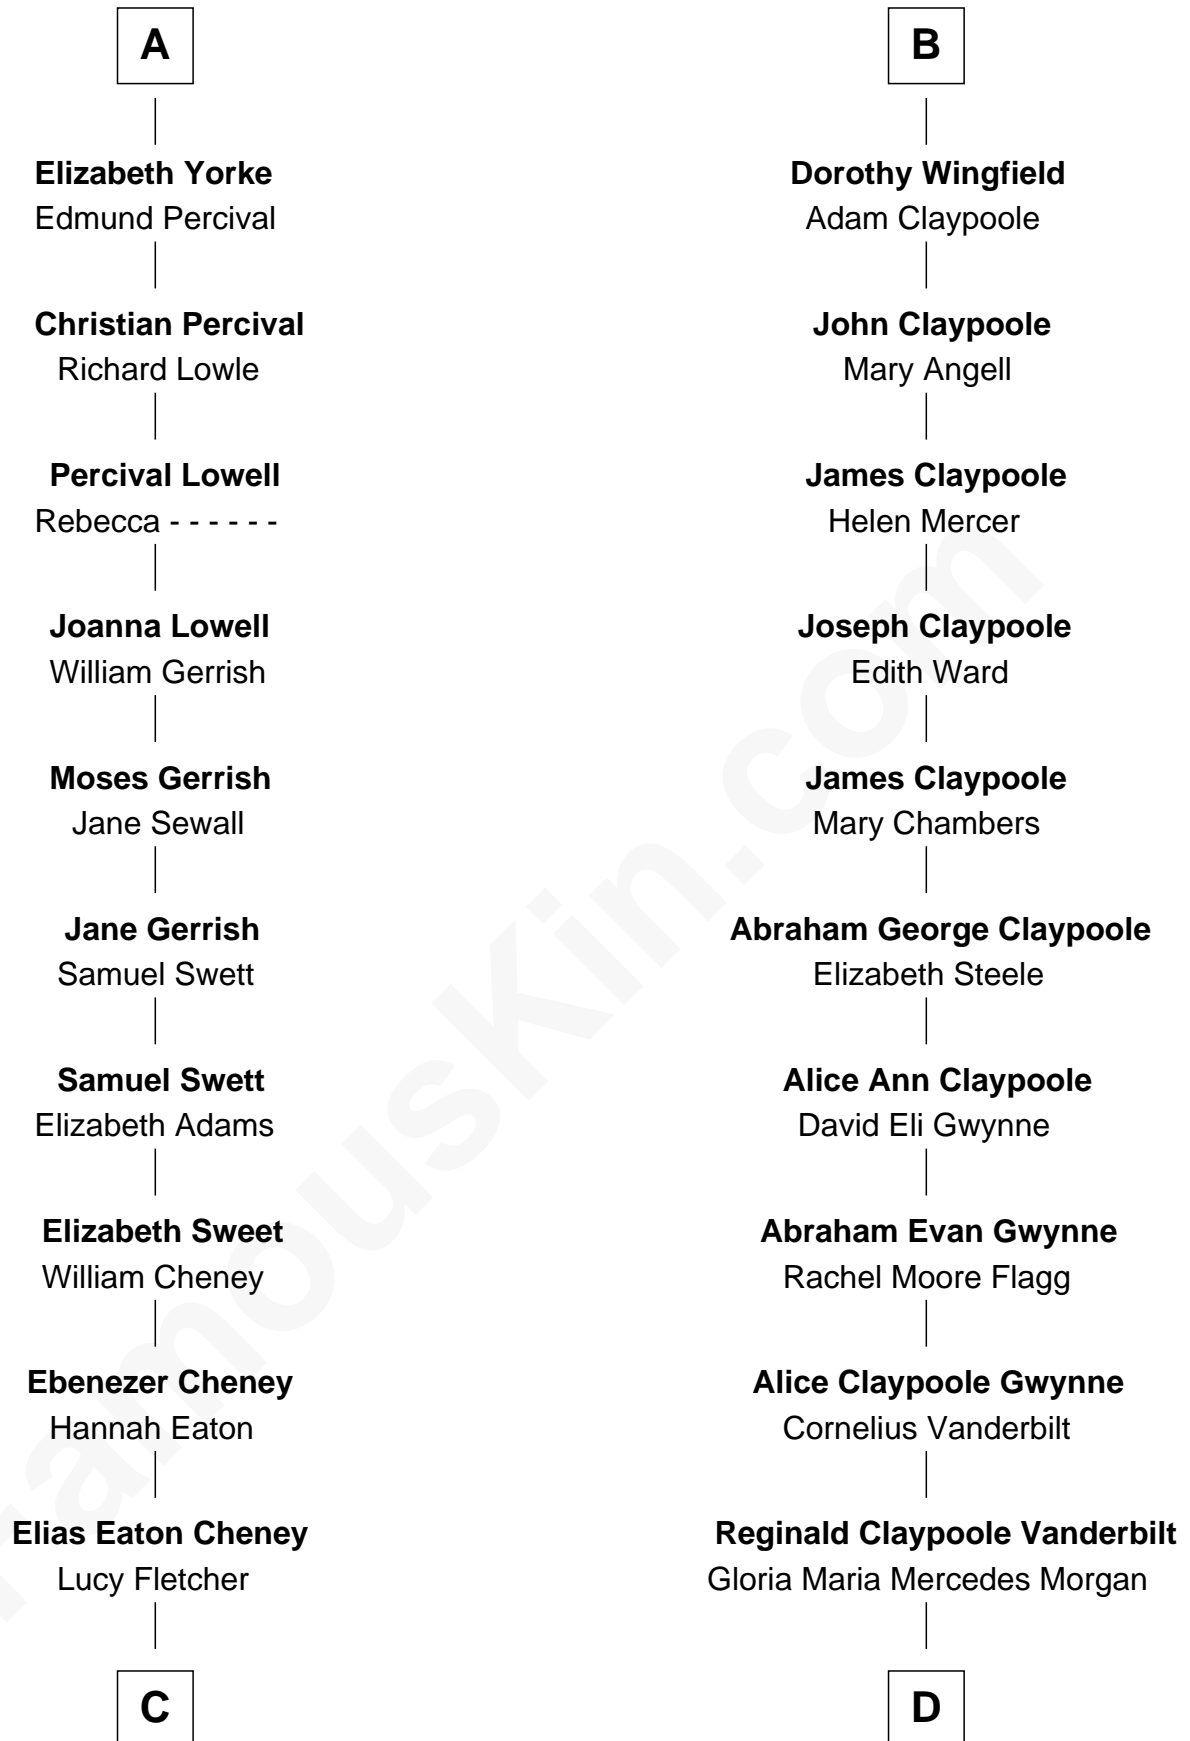 A
Elizabeth Yorke
Edmund Percival
Christian Percival
Richard Lowle
Percival Lowell
Rebecca - - - - - -
Joanna Lowell
William Gerrish
Moses Gerrish
Jane Sewall
Jane Gerrish
Samuel Swett
Samuel Swett
Elizabeth Adams
Elizabeth Sweet
William Cheney
Ebenezer Cheney
Hannah Eaton
Elias Eaton Cheney
Lucy Fletcher
C
B
Dorothy Wingfield
Adam Claypoole
John Claypoole
Mary Angell
James Claypoole
Helen Mercer
Joseph Claypoole
Edith Ward
James Claypoole
Mary Chambers
Abraham George Claypoole
Elizabeth Steele
Alice Ann Claypoole
David Eli Gwynne
Abraham Evan Gwynne
Rachel Moore Flagg
Alice Claypoole Gwynne
Cornelius Vanderbilt
Reginald Claypoole Vanderbilt
Gloria Maria Mercedes Morgan
D
FamousKin.com